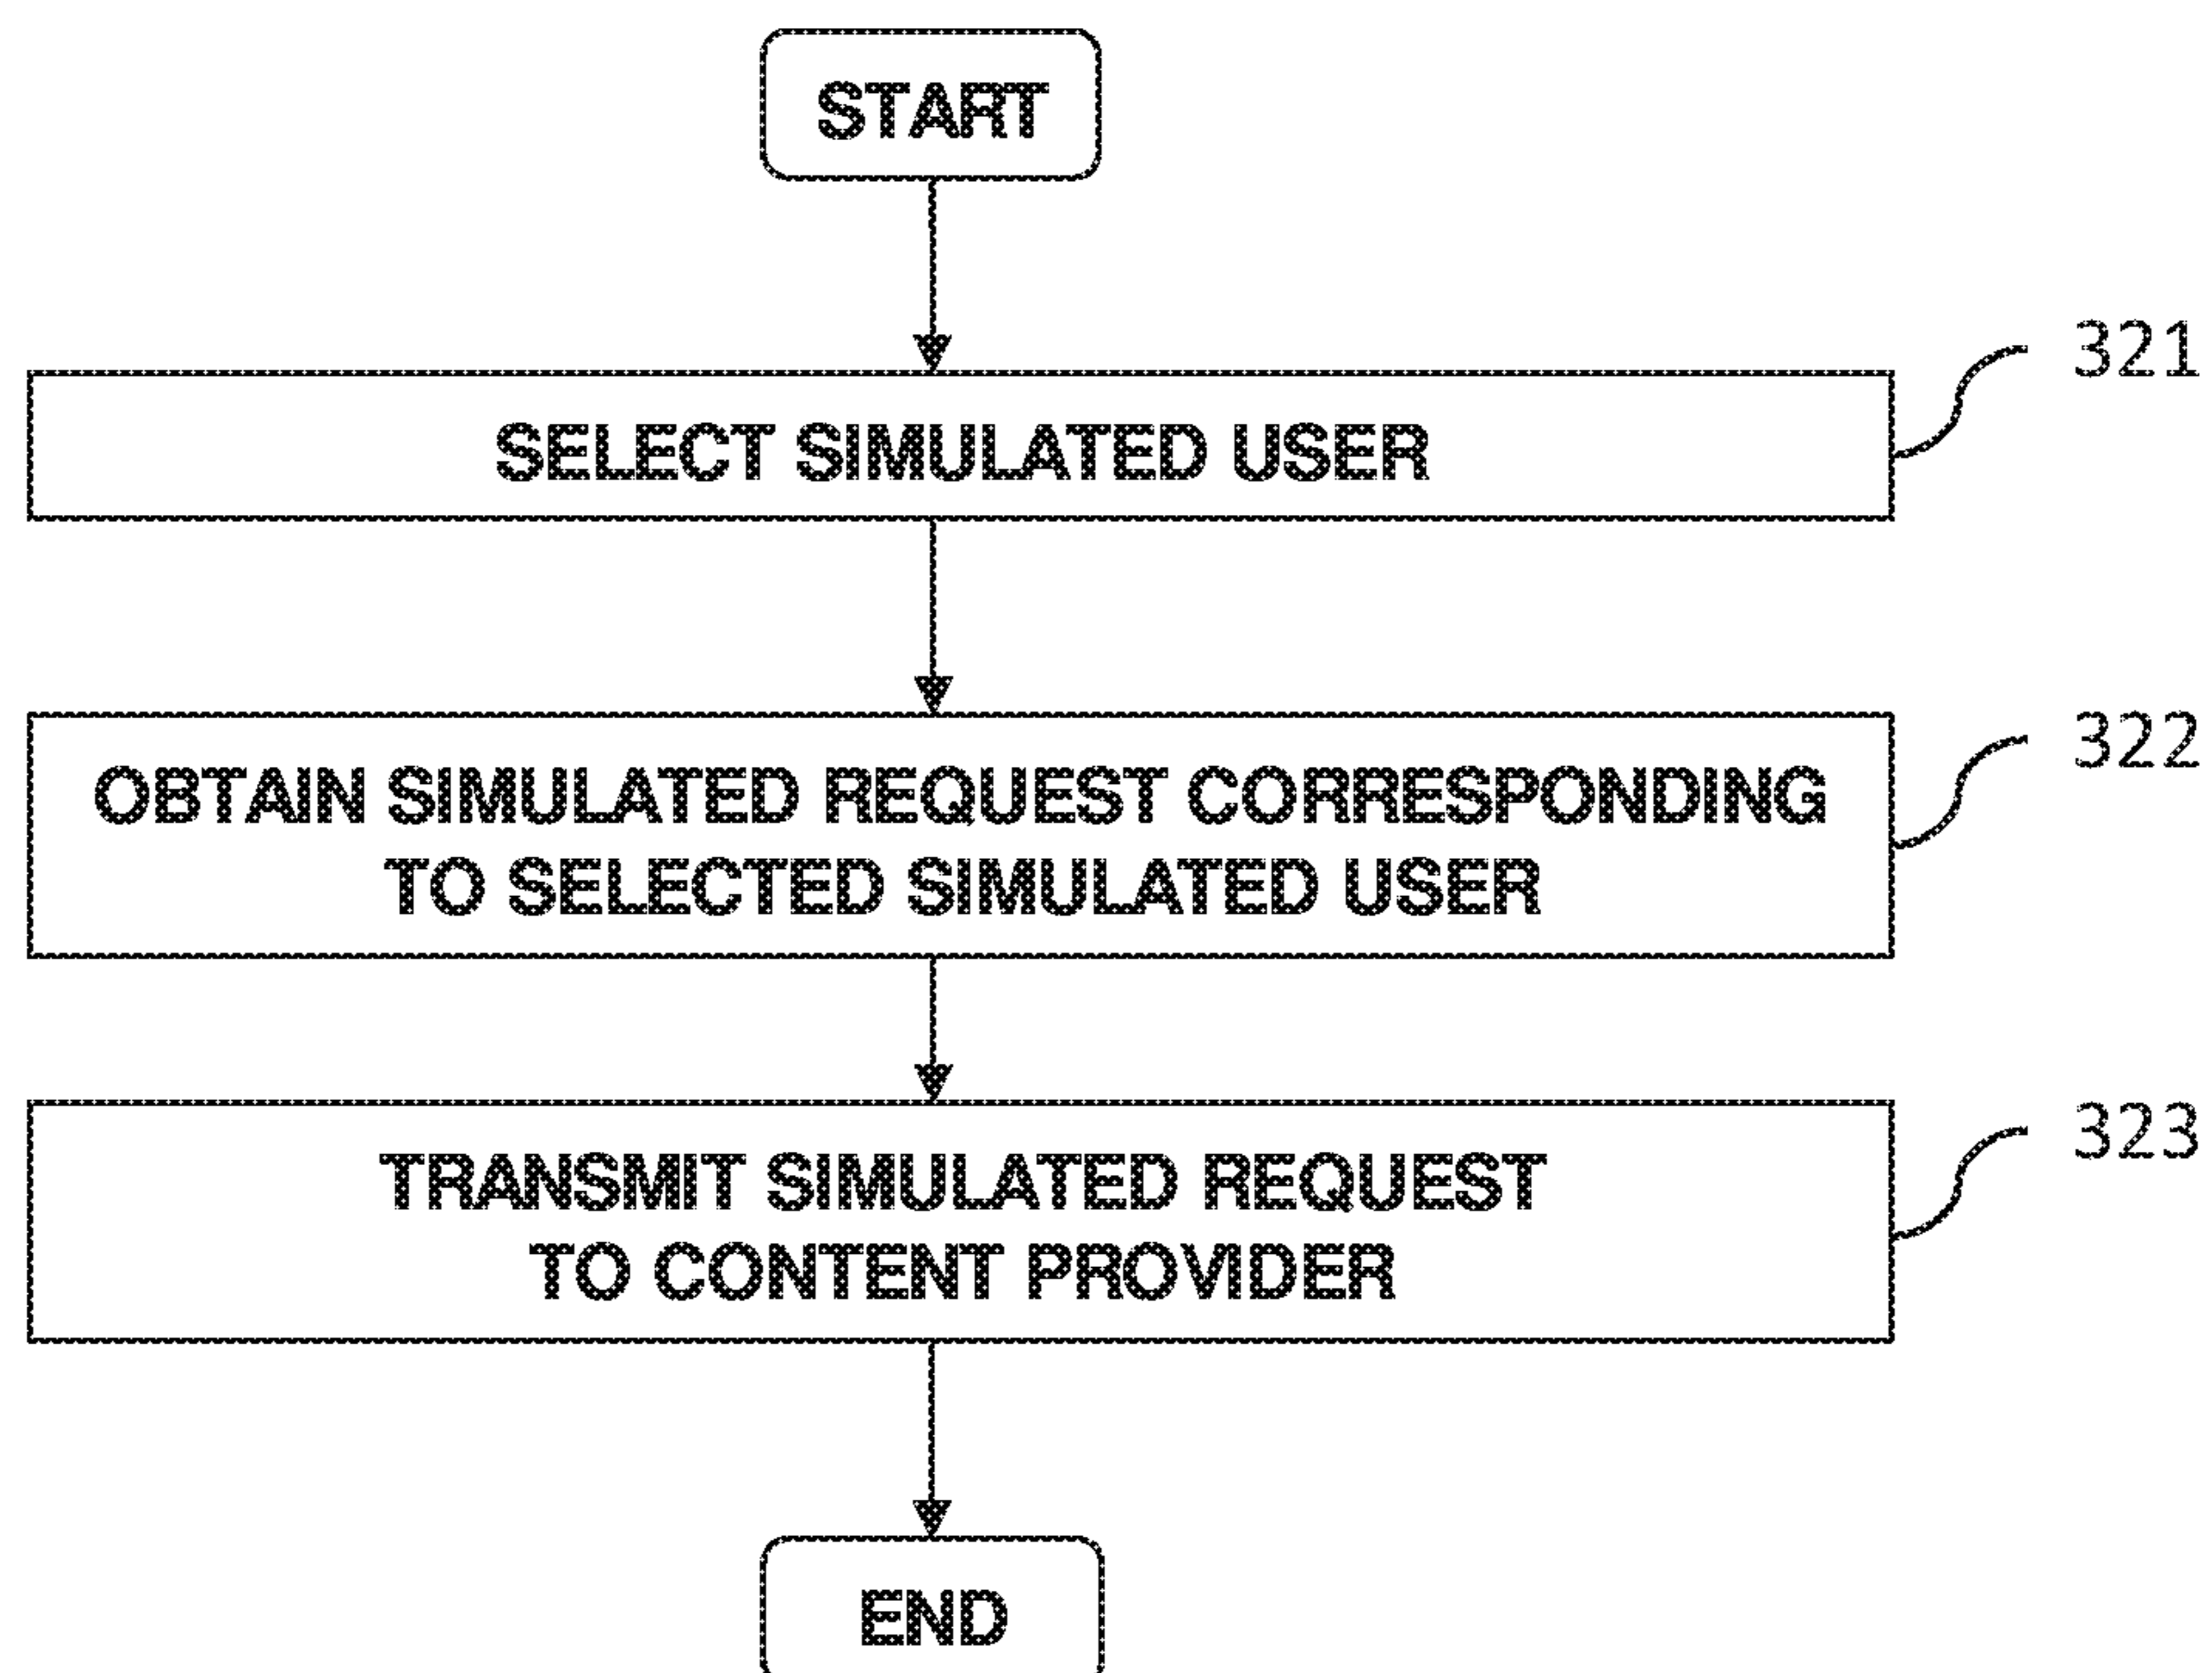 START
321
SELECT SIMULATED USER
322
OBTAIN SIMULATED REQUEST CORRESPONDING
TO SELECTED SIMULATED USER
323
TRANSMIT SIMULATED REQUEST
TO CONTENT PROVIDER
END